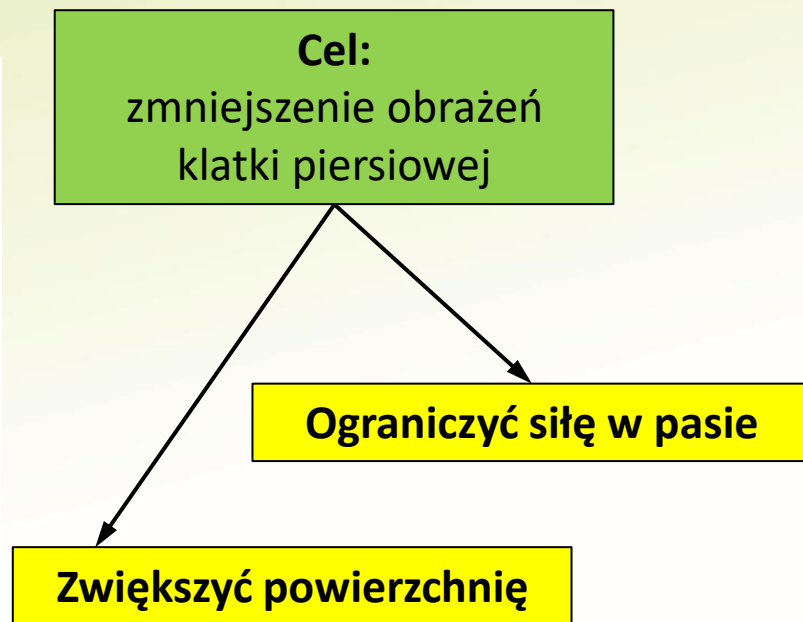 Cel:
zmniejszenie obrażeń
klatki piersiowej
Ograniczyć siłę w pasie
Zwiększyć powierzchnię